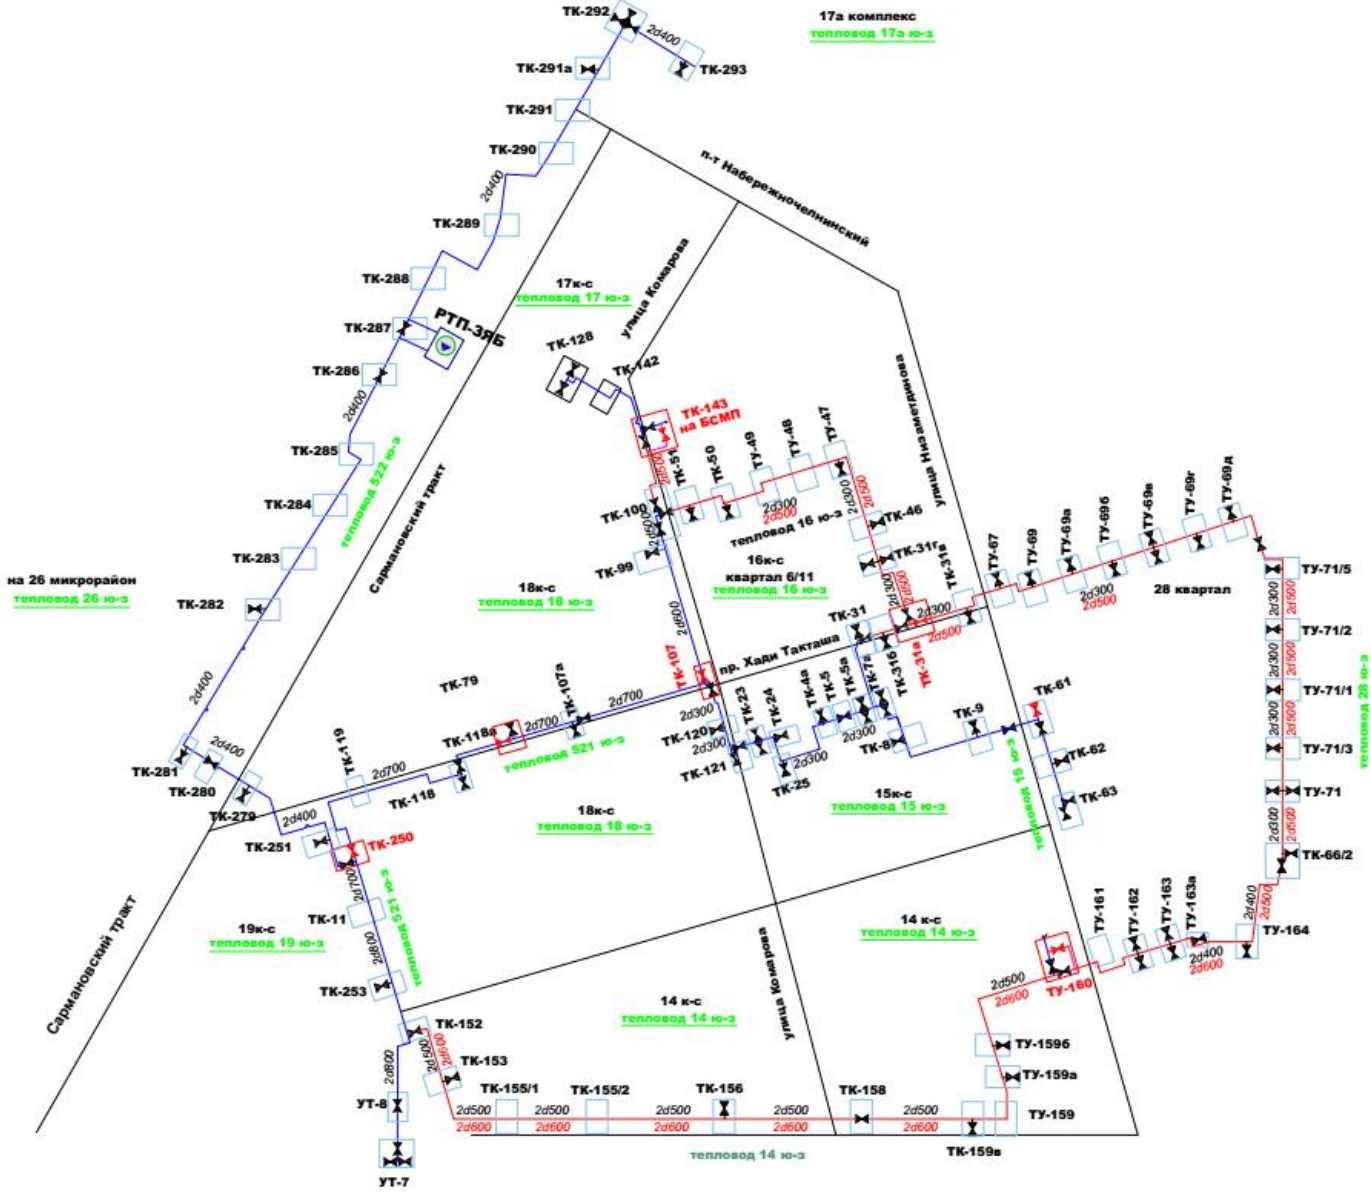 ТК-292
2d400
17а комплекс
тепловод 17а ю-з
ТК-291а
ТК-293
ТК-291
ТК-290
п-т Набережночелнинский
2d400
ТК-289
ТК-288
17к-с
тепловод 17 ю-з
улица Комарова
ТК-287
РТП-ЗЯБ
ТК-128
ТК-142
ТК-286
2d400
ТК-143
на БСМП
улица Низаметдинова
ТК-285
тепловод 522 ю-з
Сармановский тракт
2d500
ТК-51
ТК-50
ТУ-49
ТУ-48
ТУ-47
2d300
2d500
ТК-284
ТК-100
2d500
2d300
2d500
тепловод 16 ю-з
ТК-46
ТУ-67
ТУ-69
ТУ-69а
ТУ-69б
ТУ-69в
ТУ-69г
ТУ-69д
ТК-283
ТК-99
16к-с
квартал 6/11
тепловод 16 ю-з
ТК-31г
ТК-31в
2d300
2d500
на 26 микрорайон
тепловод 26 ю-з
ТК-282
18к-с
тепловод 18 ю-з
2d600
ТК-31
2d300
2d500
2d300
2d500
28 квартал
ТУ-71/5
2d300
2d500
ТУ-71/2
2d300
2d500
тепловод 28 ю-з
ТУ-71/1
2d300
2d500
ТУ-71/3
ТУ-71
2d300
2d500
ТК-66/2
пр. Хади Такташа
ТК-107
ТК-31а
ТК-31б
ТК-7а
ТК-5а
ТК-5
ТК-4а
ТК-24
ТК-23
2d400
ТК-79
ТК-107а
2d700
2d300
ТК-61
ТК-9
ТК-118а
2d700
ТК-120
2d300
2d300
ТК-8
ТК-281
2d400
ТК-119
2d700
тепловод 521 ю-з
ТК-121
2d300
ТК-25
тепловод 15 ю-з
ТК-62
ТК-280
ТК-118
ТК-63
ТК-279
2d400
18к-с
тепловод 18 ю-з
15к-с
тепловод 15 ю-з
ТК-251
ТК-250
2d700
тепловод 521 ю-з
Сармановский тракт
19к-с
тепловод 19 ю-з
ТК-11
2d800
14 к-с
тепловод 14 ю-з
ТУ-161
ТУ-162
ТУ-163
ТУ-163а
2d400
2d500
ТУ-164
2d400
2d600
улица Комарова
ТК-253
2d500
2d600
ТУ-160
14 к-с
тепловод 14 ю-з
ТК-152
2d500
2d600
ТУ-159б
2d800
ТК-153
ТУ-159а
УТ-8
ТК-155/1
ТК-155/2
ТК-156
ТК-158
ТУ-159
2d500
2d500
2d500
2d500
2d500
2d600
2d600
2d600
2d600
2d600
ТК-159в
тепловод 14 ю-з
УТ-7